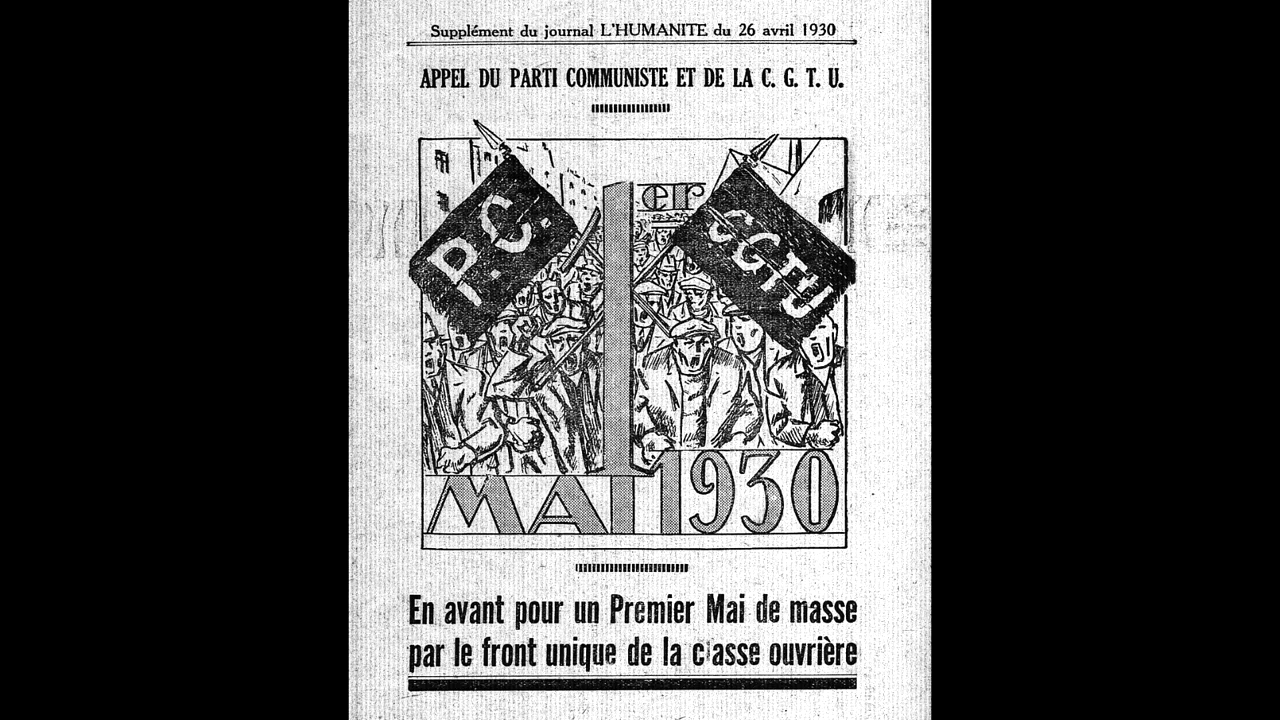 Supplément du journal L'HUMANITE du 26 avril 1930
APPEL DU PARTI COMMUNISTE ET DE LA C. G. T. U.
P.C.
1er
CGTU
MAI 1930
En avant pour un Premier Mai de masse
par le front unique de la classe ouvrière